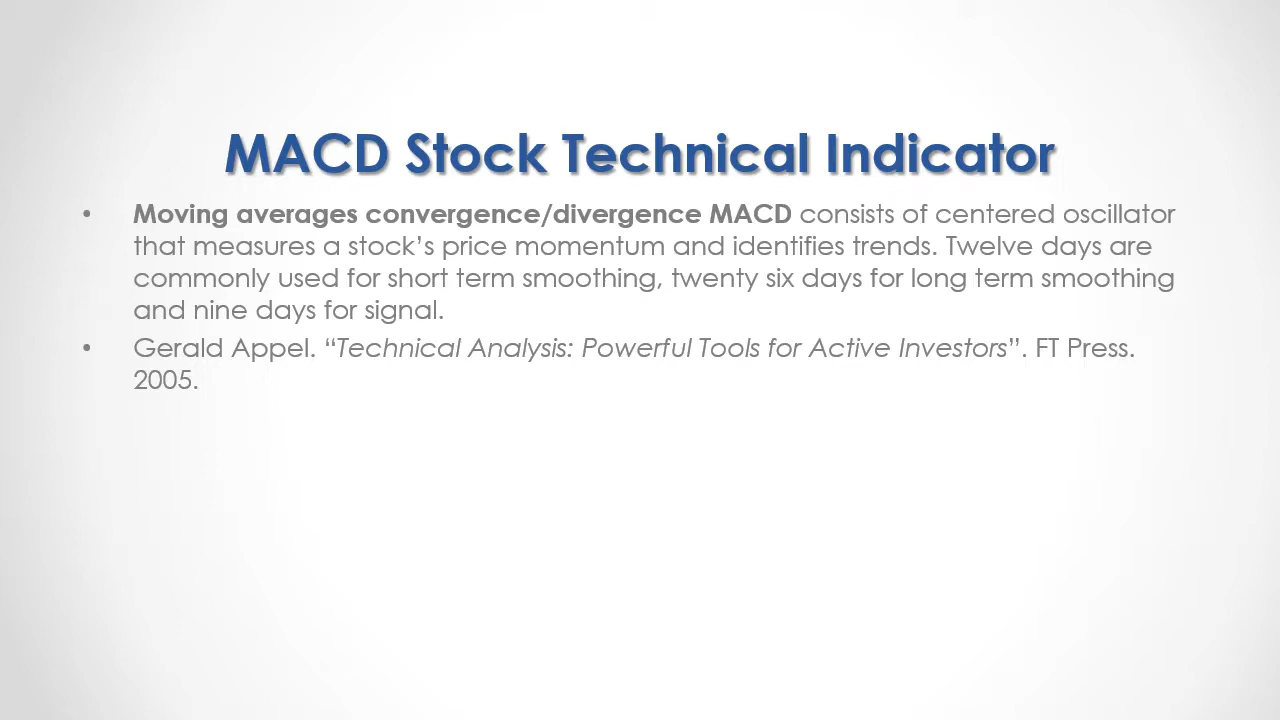 MACD Stock Technical Indicator
• Moving averages convergence/divergence MACD consists of centered oscillator
that measures a stock’s price momentum and identifies trends. Twelve days are
commonly used for short term smoothing, twenty six days for long term smoothing
and nine days for signal.
• Gerald Appel. “Technical Analysis: Powerful Tools for Active Investors”. FT Press.
2005.